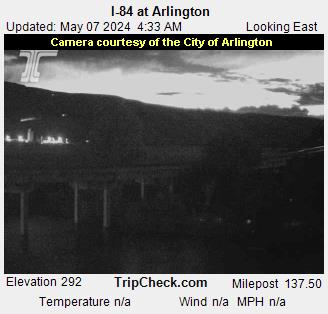 I-84 at Arlington
Updated: May 07 2024 4:33 AM Looking East
Camera courtesy of the City of Arlington
Elevation 292 TripCheck.com Milepost 137.50
Temperature n/a Wind n/a MPH n/a